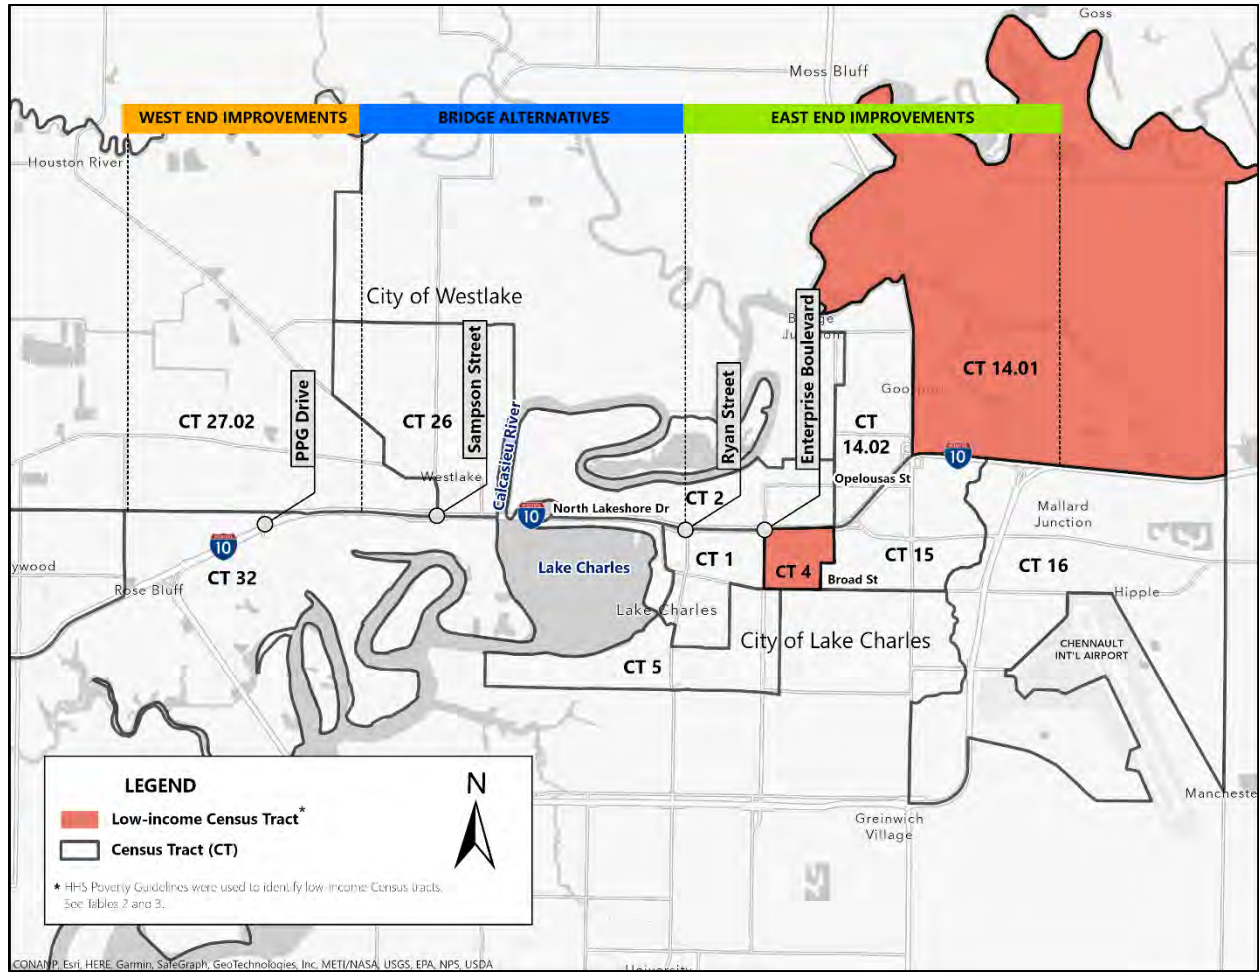 Goss
Moss Bluff
WEST END IMPROVEMENTS
BRIDGE ALTERNATIVES
EAST END IMPROVEMENTS
Houston River
City of Westlake
Sampson Street
Enterprise Boulevard
CT 14.01
PPG Drive
CT 27.02
CT 26
Calcasieu River
Ryan Street
CT
14.02
10
Westlake
Opelousas St
CT 2
North Lakeshore Dr
10
Mallard
Junction
10
CT 32
Rose Bluff
Lake Charles
CT 1
CT 4
CT 15
CT 16
Broad St
Hipple
Lake Charles
City of Lake Charles
CHENNAULT
INT'L AIRPORT
CT 5
LEGEND
N
Low-income Census Tract*
Census Tract (CT)
* HHS Poverty Guidelines were used to identify low-income Census tracts.
See Tables 2 and 3.
Greinwich
Village
Mancheste
CONANP, Esri, HERE, Garmin, SafeGraph, GeoTechnologies, Inc, METI/NASA, USGS, EPA, NPS, USDA